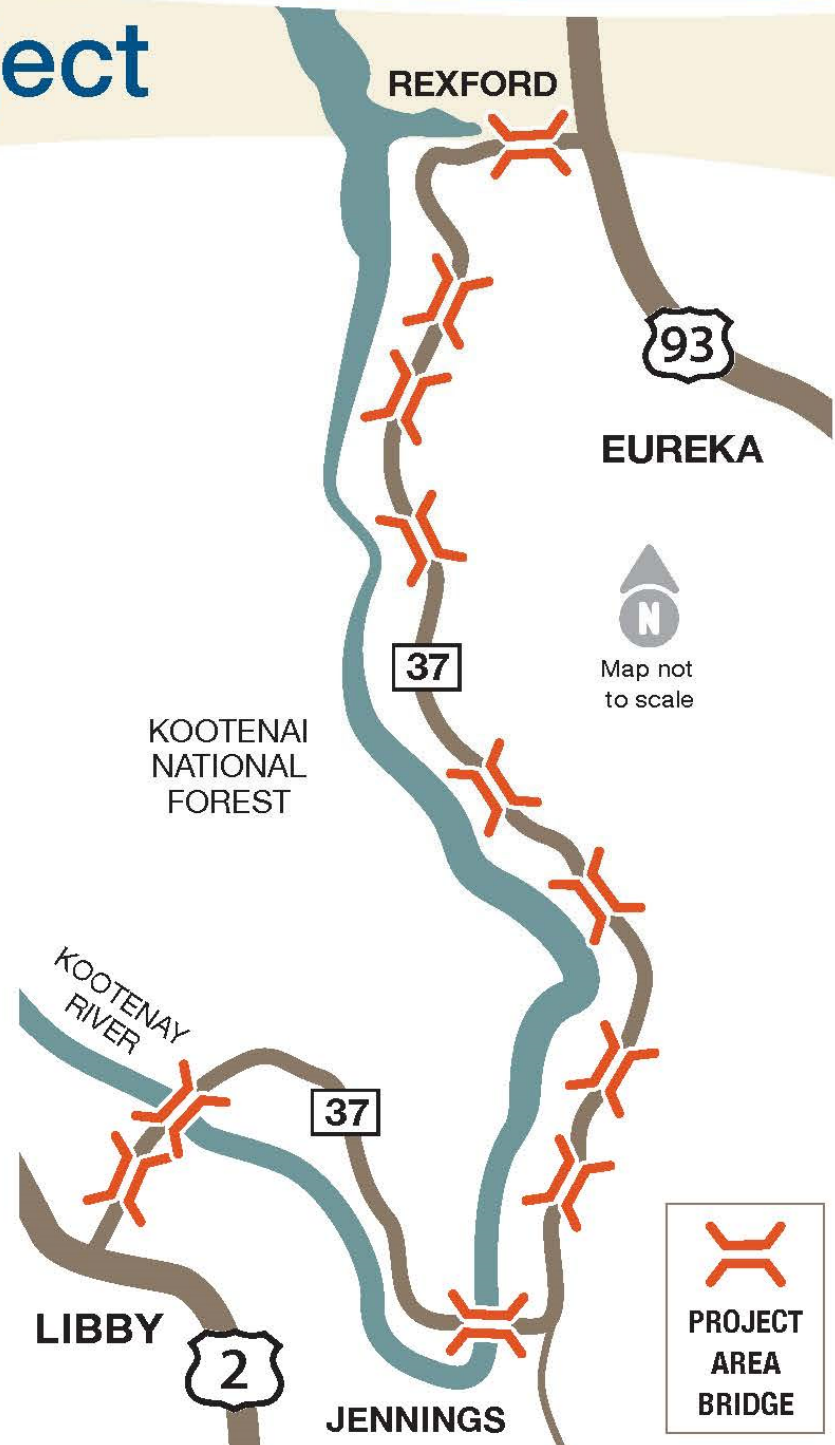 ect
REXFORD
93
EUREKA
N
Map not
to scale
37
KOOTENAI
NATIONAL
FOREST
KOOTENAY
RIVER
37
LIBBY
2
JENNINGS
PROJECT
AREA
BRIDGE